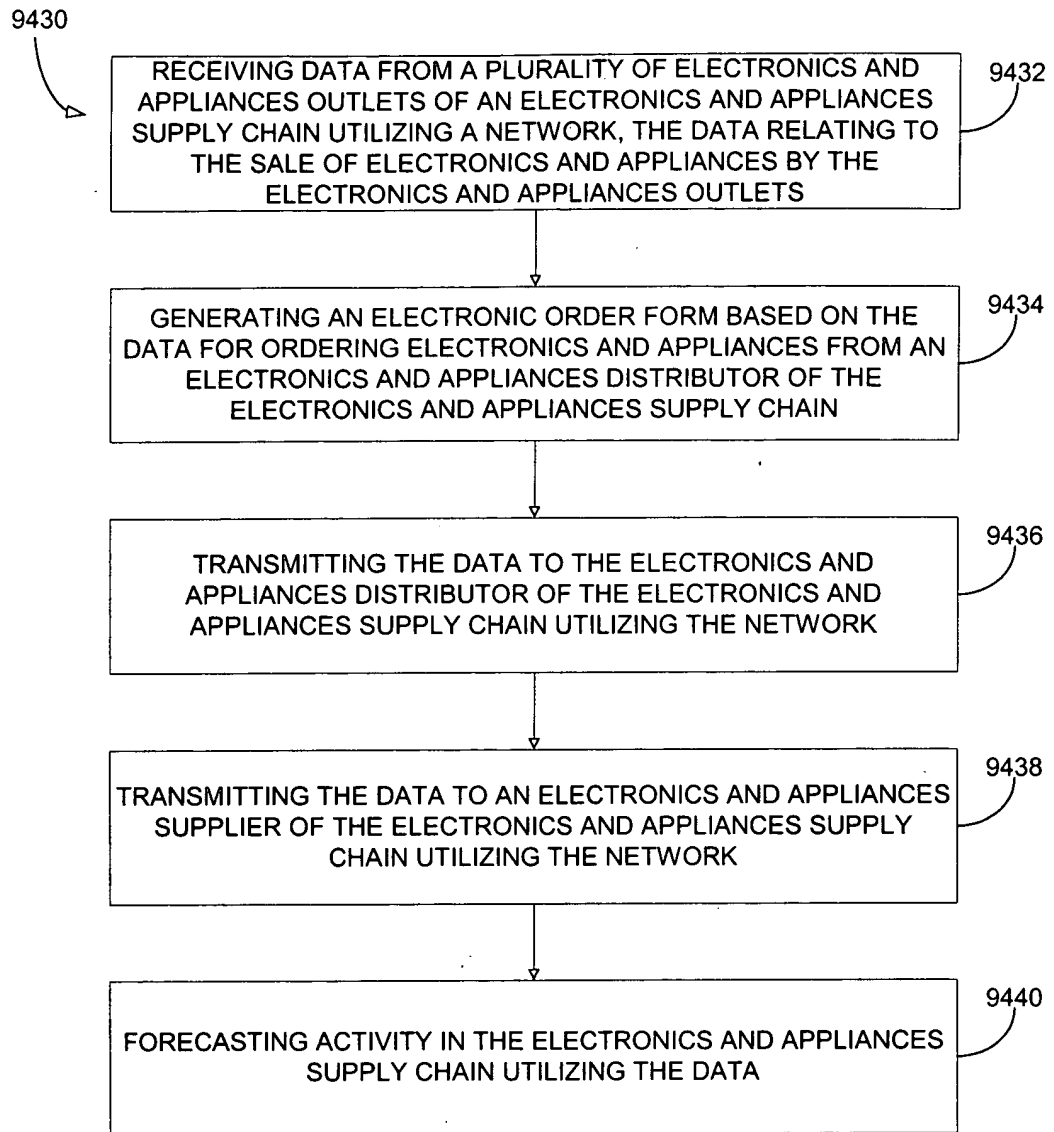 9430
RECEIVING DATA FROM A PLURALITY OF ELECTRONICS AND
APPLIANCES OUTLETS OF AN ELECTRONICS AND APPLIANCES
SUPPLY CHAIN UTILIZING A NETWORK, THE DATA RELATING TO
THE SALE OF ELECTRONICS AND APPLIANCES BY THE
ELECTRONICS AND APPLIANCES OUTLETS
9432
GENERATING AN ELECTRONIC ORDER FORM BASED ON THE
DATA FOR ORDERING ELECTRONICS AND APPLIANCES FROM AN
ELECTRONICS AND APPLIANCES DISTRIBUTOR OF THE
ELECTRONICS AND APPLIANCES SUPPLY CHAIN
9434
TRANSMITTING THE DATA TO THE ELECTRONICS AND
APPLIANCES DISTRIBUTOR OF THE ELECTRONICS AND
APPLIANCES SUPPLY CHAIN UTILIZING THE NETWORK
9436
TRANSMITTING THE DATA TO AN ELECTRONICS AND APPLIANCES
SUPPLIER OF THE ELECTRONICS AND APPLIANCES SUPPLY
CHAIN UTILIZING THE NETWORK
9438
FORECASTING ACTIVITY IN THE ELECTRONICS AND APPLIANCES
SUPPLY CHAIN UTILIZING THE DATA
9440